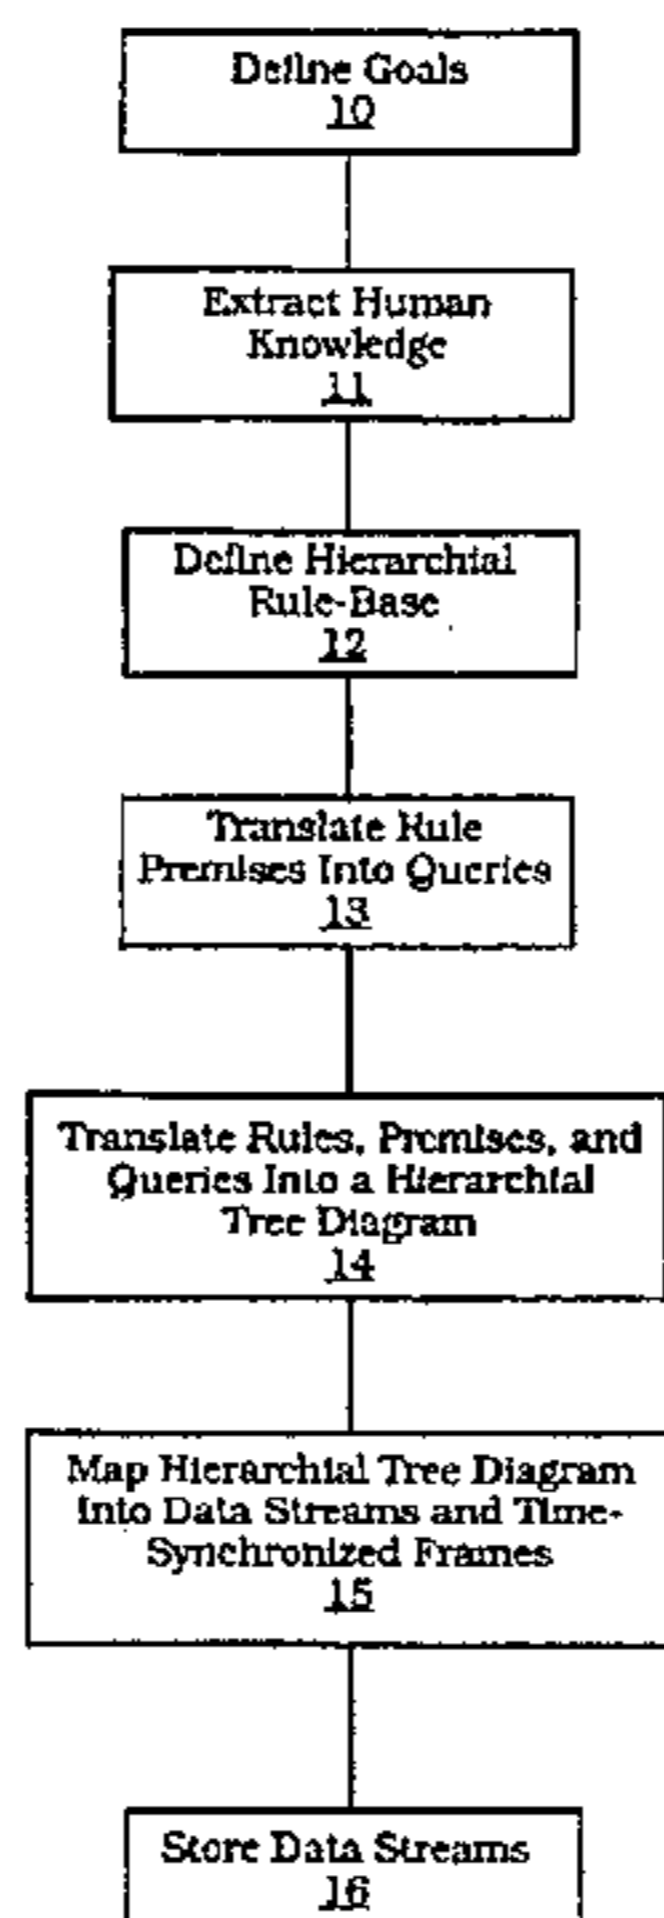 Define Goals
10
Extract Human
Knowledge
11
Define Hierarchial
Rule-Base
12
Translate Rule
Premises Into Queries
13
Translate Rules, Premises, and
Queries Into a Hierarchial
Tree Diagram
14
Map Hierarchial Tree Diagram
into Data Streams and Time-
Synchronized Frames
15
Store Data Streams
16